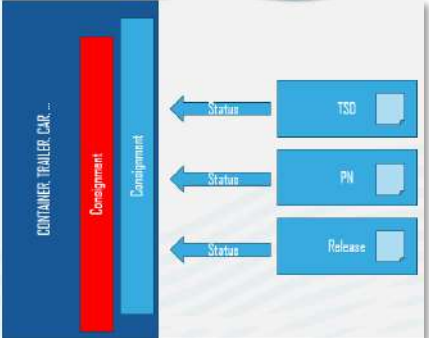 CONTAINER, TRAILER, CAR, ...
Consignment
Consignment
Status
TSD
Status
PN
Status
Release